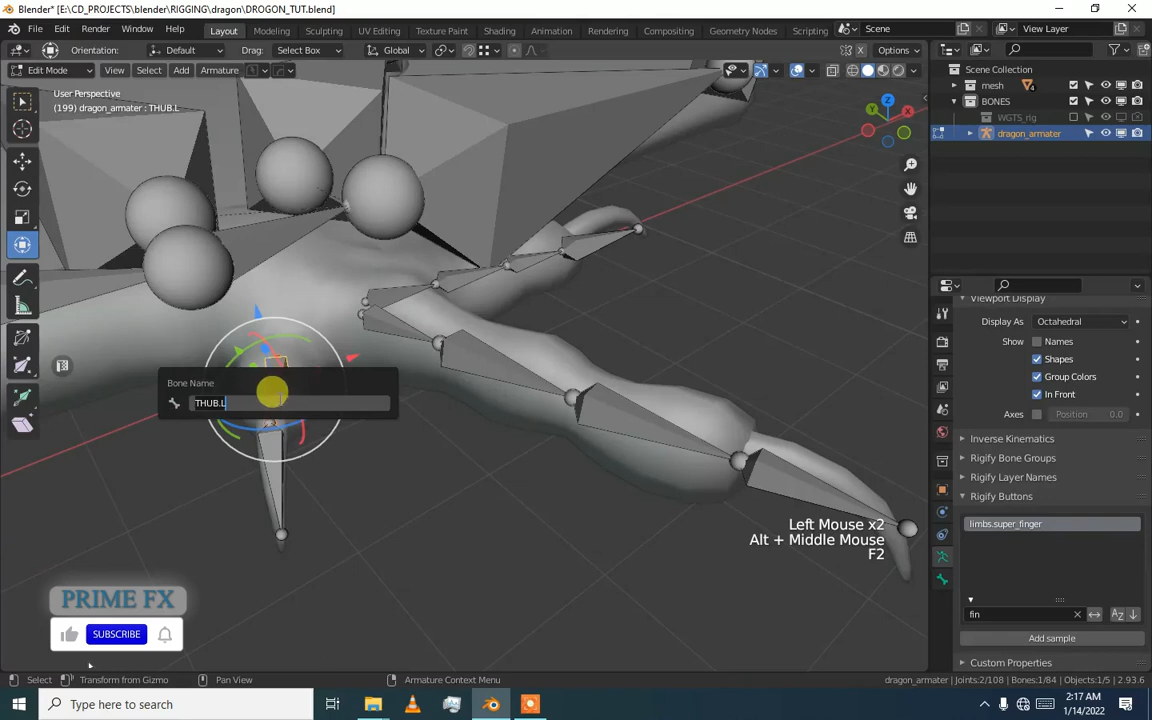 Blender* [E:\CD_PROJECTS\blender\RIGGING\dragon\DROGON_TUT.blend]
File Edit Render Window Help Layout Modeling Sculpting UV Editing Texture Paint Shading Animation Rendering Compositing Geometry Nodes Scripting Scene View Layer
Orientation: Default Drag: Select Box Global Options
Edit Mode View Select Add Armature
User Perspective
(199) dragon_armater : THUB.L
Scene Collection
mesh
BONES
WGTS_rig
dragon_armater
Z
X
Y
Viewport Display
Display As Octahedral
Show Names
Shapes
Group Colors
In Front
Axes Position 0.0
Inverse Kinematics
Rigify Bone Groups
Rigify Layer Names
Rigify Buttons
limbs.super_finger
fin
Add sample
Custom Properties
Bone Name
THUB.L
Left Mouse x2
Alt + Middle Mouse
F2
PRIME FX
SUBSCRIBE
Select Transform from Gizmo Pan View Armature Context Menu dragon_armater | Joints:2/108 | Bones:1/84 | Objects:1/5 | 2.93.6
Type here to search
2:17 AM
1/14/2022